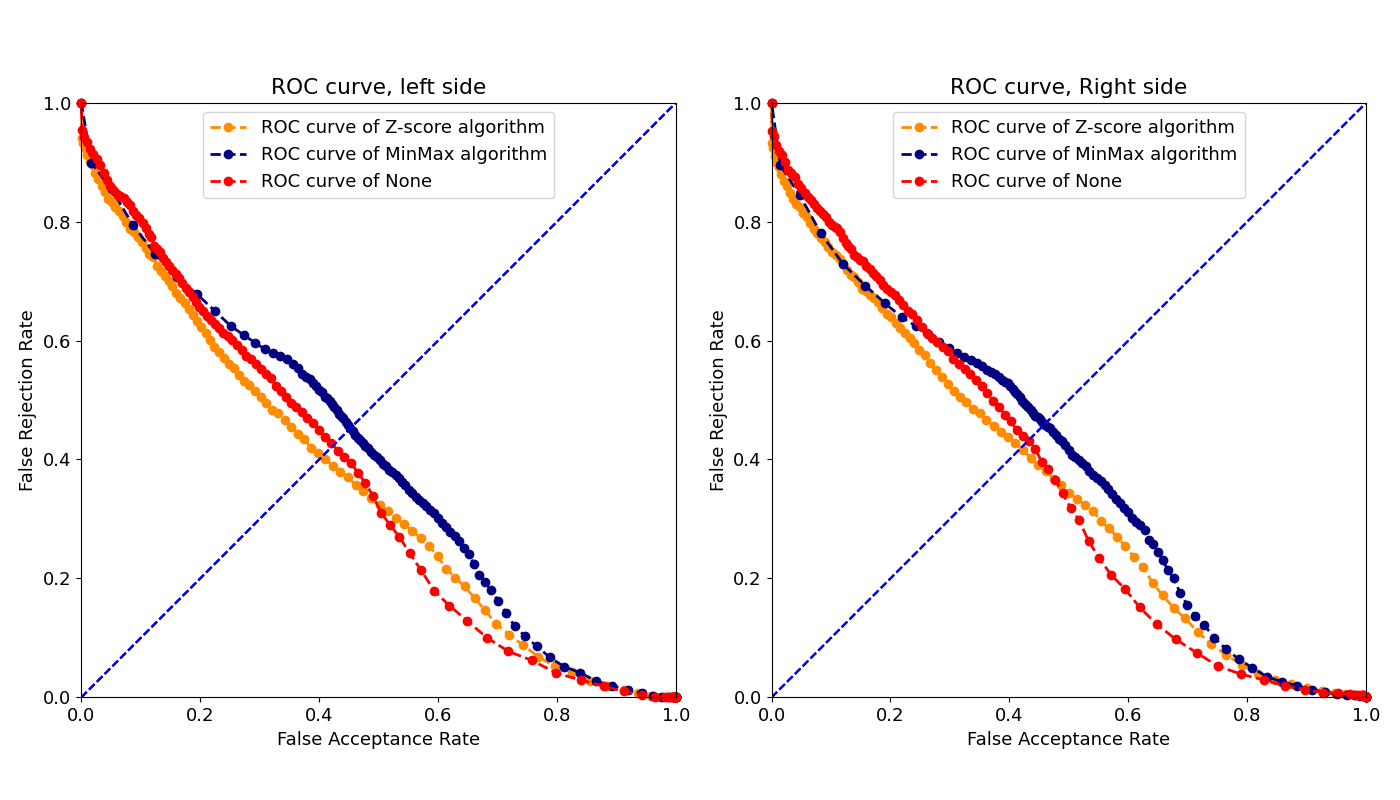 ROC curve, left side
ROC curve of Z-score algorithm
ROC curve of MinMax algorithm
ROC curve of None
1.0
0.8
0.6
0.4
0.2
0.0
False Rejection Rate
0.0 0.2 0.4 0.6 0.8 1.0
False Acceptance Rate
ROC curve, Right side
ROC curve of Z-score algorithm
ROC curve of MinMax algorithm
ROC curve of None
1.0
0.8
0.6
0.4
0.2
0.0
False Rejection Rate
0.0 0.2 0.4 0.6 0.8 1.0
False Acceptance Rate